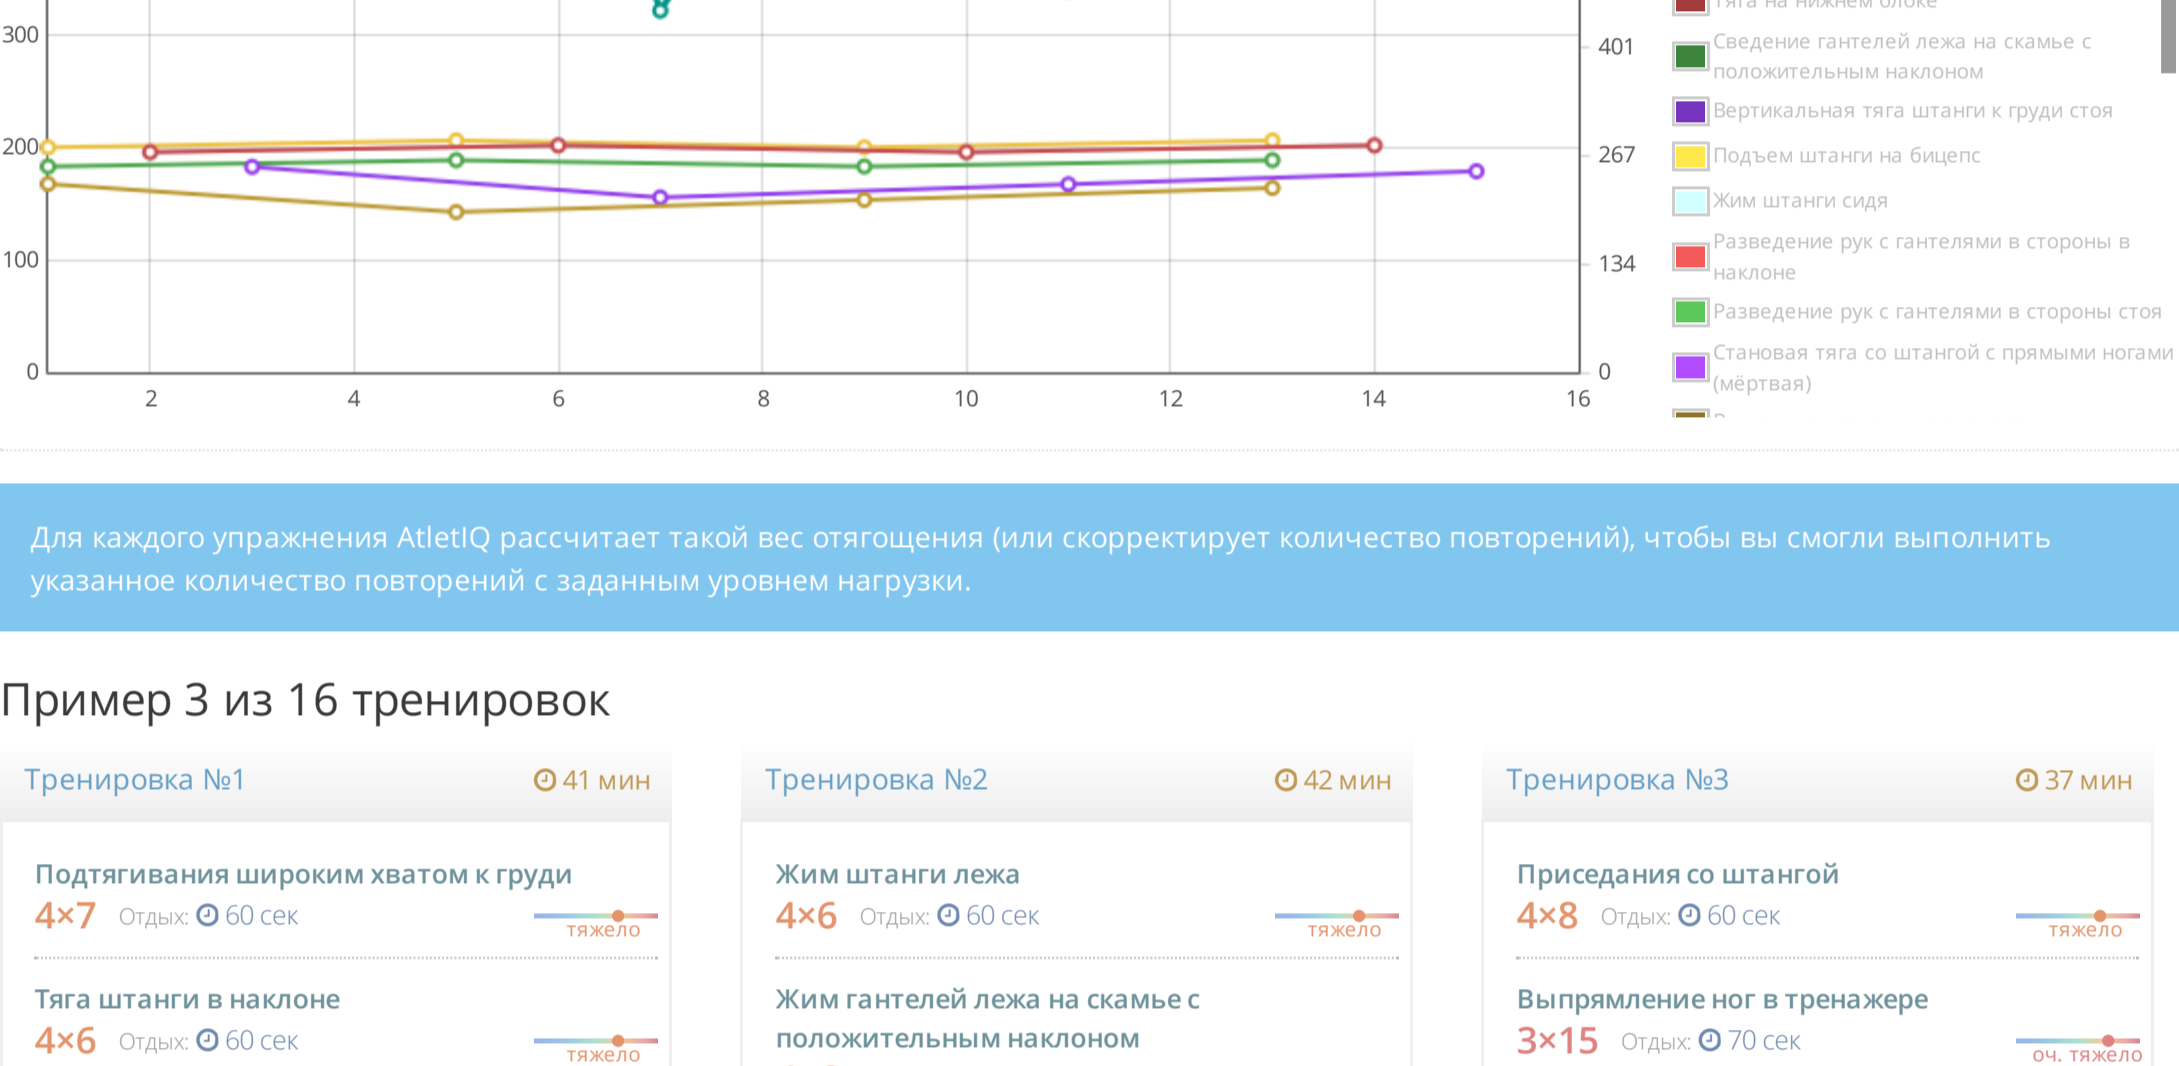 300
200
100
0
2 4 6 8 10 12 14 16
401
267
134
0
Тяга на нижнем блоке
Сведение гантелей лежа на скамье с
положительным наклоном
Вертикальная тяга штанги к груди стоя
Подъем штанги на бицепс
Жим штанги сидя
Разведение рук с гантелями в стороны в
наклоне
Разведение рук с гантелями в стороны стоя
Становая тяга со штангой с прямыми ногами
(мёртвая)
Для каждого упражнения AtletIQ рассчитает такой вес отягощения (или скорректирует количество повторений), чтобы вы смогли выполнить
указанное количество повторений с заданным уровнем нагрузки.
Пример 3 из 16 тренировок
Тренировка №1 41 мин
Подтягивания широким хватом к груди
4×7 Отдых: 60 сек
тяжело
Тяга штанги в наклоне
4×6 Отдых: 60 сек
тяжело
Тренировка №2 42 мин
Жим штанги лежа
4×6 Отдых: 60 сек
тяжело
Жим гантелей лежа на скамье с
положительным наклоном
Тренировка №3 37 мин
Приседания со штангой
4×8 Отдых: 60 сек
тяжело
Выпрямление ног в тренажере
3×15 Отдых: 70 сек
оч. тяжело